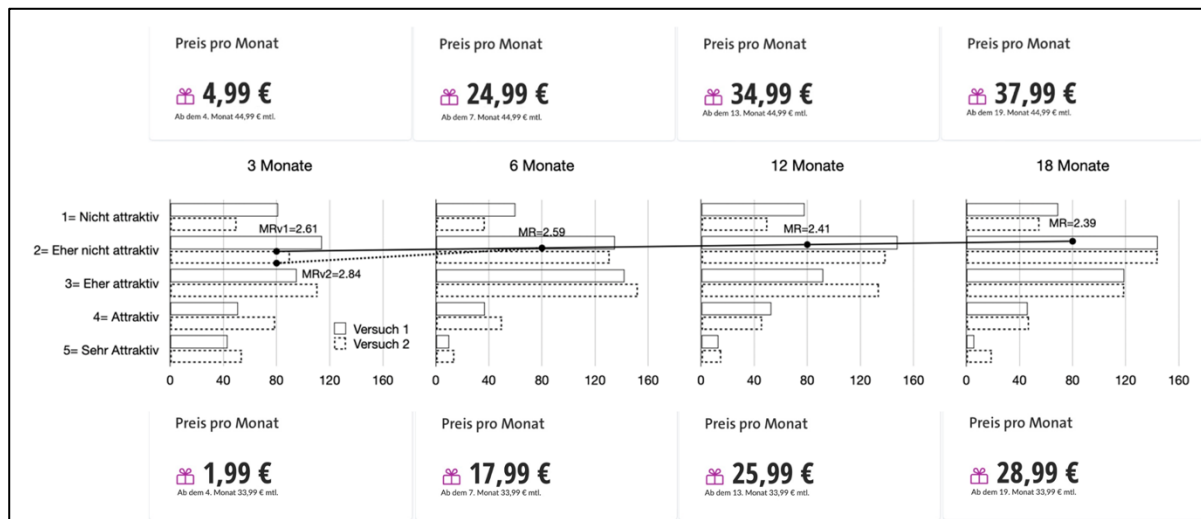 Preis pro Monat
Preis pro Monat
Preis pro Monat
Preis pro Monat
4,99 €
24,99 €
34,99 €
37,99 €
Ab dem 4. Monat 44,99 € mtl.
Ab dem 7. Monat 44,99 € mtl.
Ab dem 13. Monat 44,99 € mtl.
Ab dem 19. Monat 44,99 € mtl.
3 Monate
6 Monate
12 Monate
18 Monate
1= Nicht attraktiv
2= Eher nicht attraktiv
3= Eher attraktiv
4= Attraktiv
5= Sehr Attraktiv
MRv1=2.61
MRv2=2.84
MR=2.59
MR=2.41
MR=2.39
Versuch 1
Versuch 2
0 40 80 120 160
0 40 80 120 160
0 40 80 120 160
0 40 80 120 160
Preis pro Monat
Preis pro Monat
Preis pro Monat
Preis pro Monat
1,99 €
17,99 €
25,99 €
28,99 €
Ab dem 4. Monat 33,99 € mtl.
Ab dem 7. Monat 33,99 € mtl.
Ab dem 13. Monat 33,99 € mtl.
Ab dem 19. Monat 33,99 € mtl.